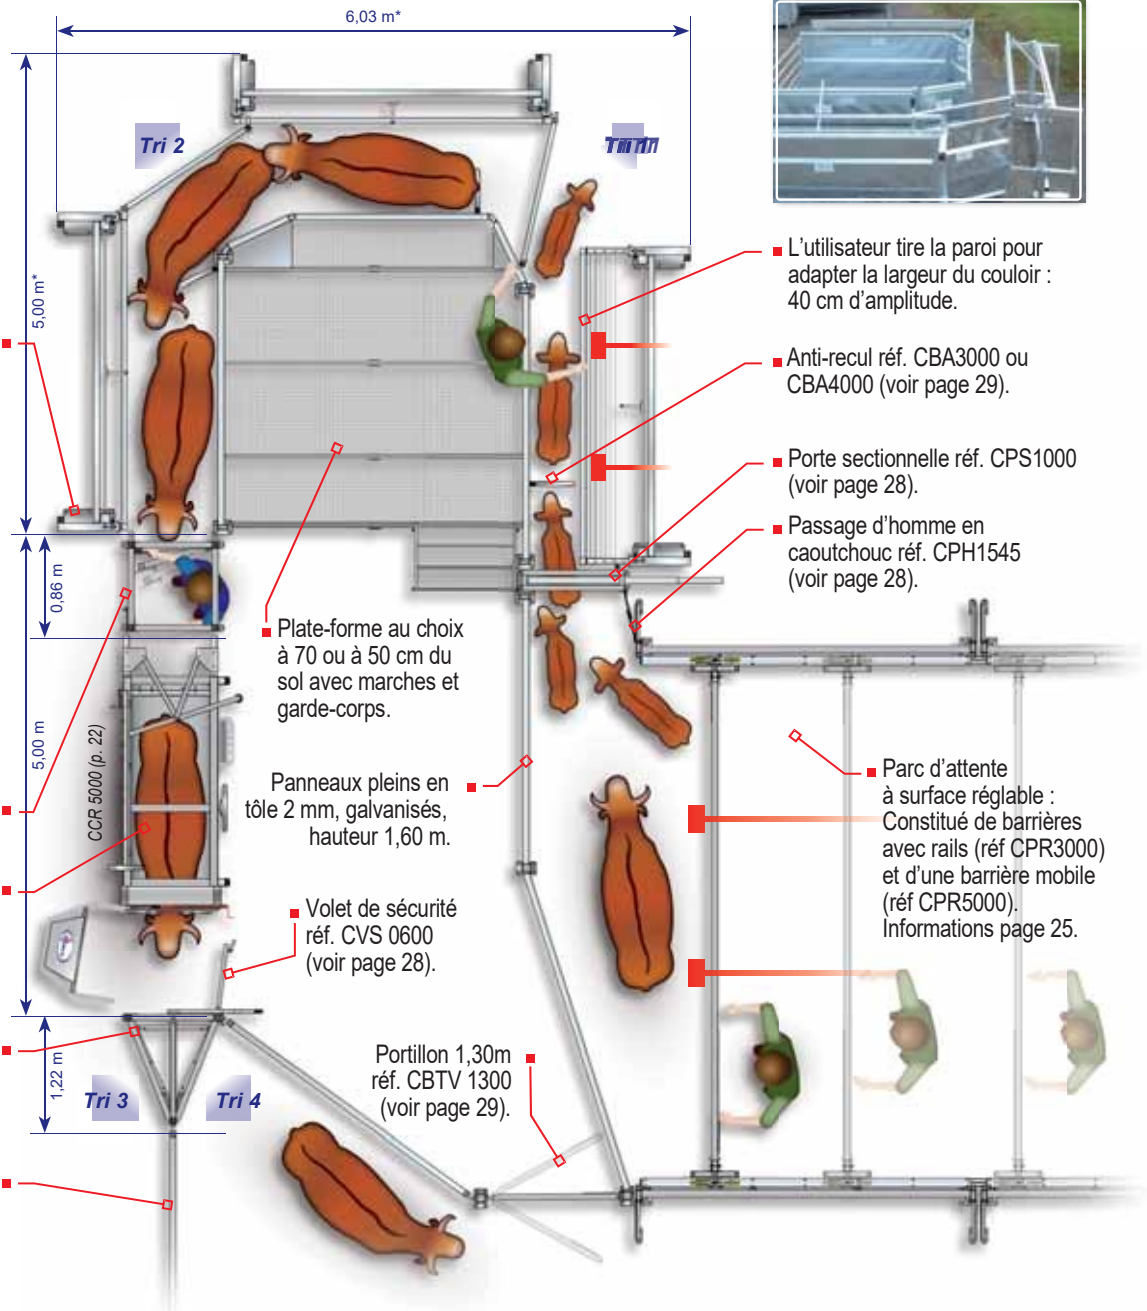 6,03 m*
Tri 2
5,00 m*
L'utilisateur tire la paroi pour
adapter la largeur du couloir :
40 cm d'amplitude.
Anti-recul réf. CBA3000 ou
CBA4000 (voir page 29).
Porte sectionnelle réf. CPS1000
(voir page 28).
Passage d'homme en
caoutchouc réf. CPH1545
(voir page 28).
0,86 m
Plate-forme au choix
à 70 ou à 50 cm du
sol avec marches et
garde-corps.
5,00 m
CCR 5000 (p. 22)
Panneaux pleins en
tôle 2 mm, galvanisés,
hauteur 1,60 m.
Parc d'attente
à surface réglable :
Constitué de barrières
avec rails (réf CPR3000)
et d'une barrière mobile
(réf CPR5000).
Informations page 25.
Volet de sécurité
réf. CVS 0600
(voir page 28).
Portillon 1,30m
réf. CBTV 1300
(voir page 29).
1,22 m
Tri 3
Tri 4